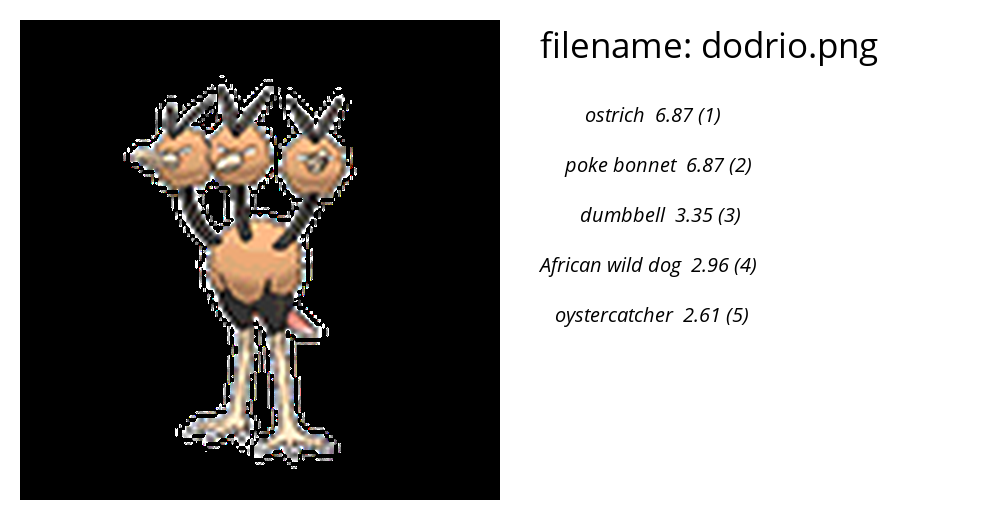 filename: dodrio.png
ostrich 6.87 (1)
poke bonnet 6.87 (2)
dumbbell 3.35 (3)
African wild dog 2.96 (4)
oystercatcher 2.61 (5)